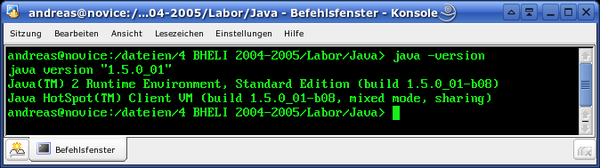 andreas@novice:/...04-2005/Labor/Java - Befehlsfenster - Konsole
Sitzung Bearbeiten Ansicht Lesezeichen Einstellungen Hilfe
andreas@novice:/dateien/4 BHELI 2004-2005/Labor/Java> java -version
java version "1.5.0_01"
Java(TM) 2 Runtime Environment, Standard Edition (build 1.5.0_01-b08)
Java HotSpot(TM) Client VM (build 1.5.0_01-b08, mixed mode, sharing)
andreas@novice:/dateien/4 BHELI 2004-2005/Labor/Java>
Befehlsfenster